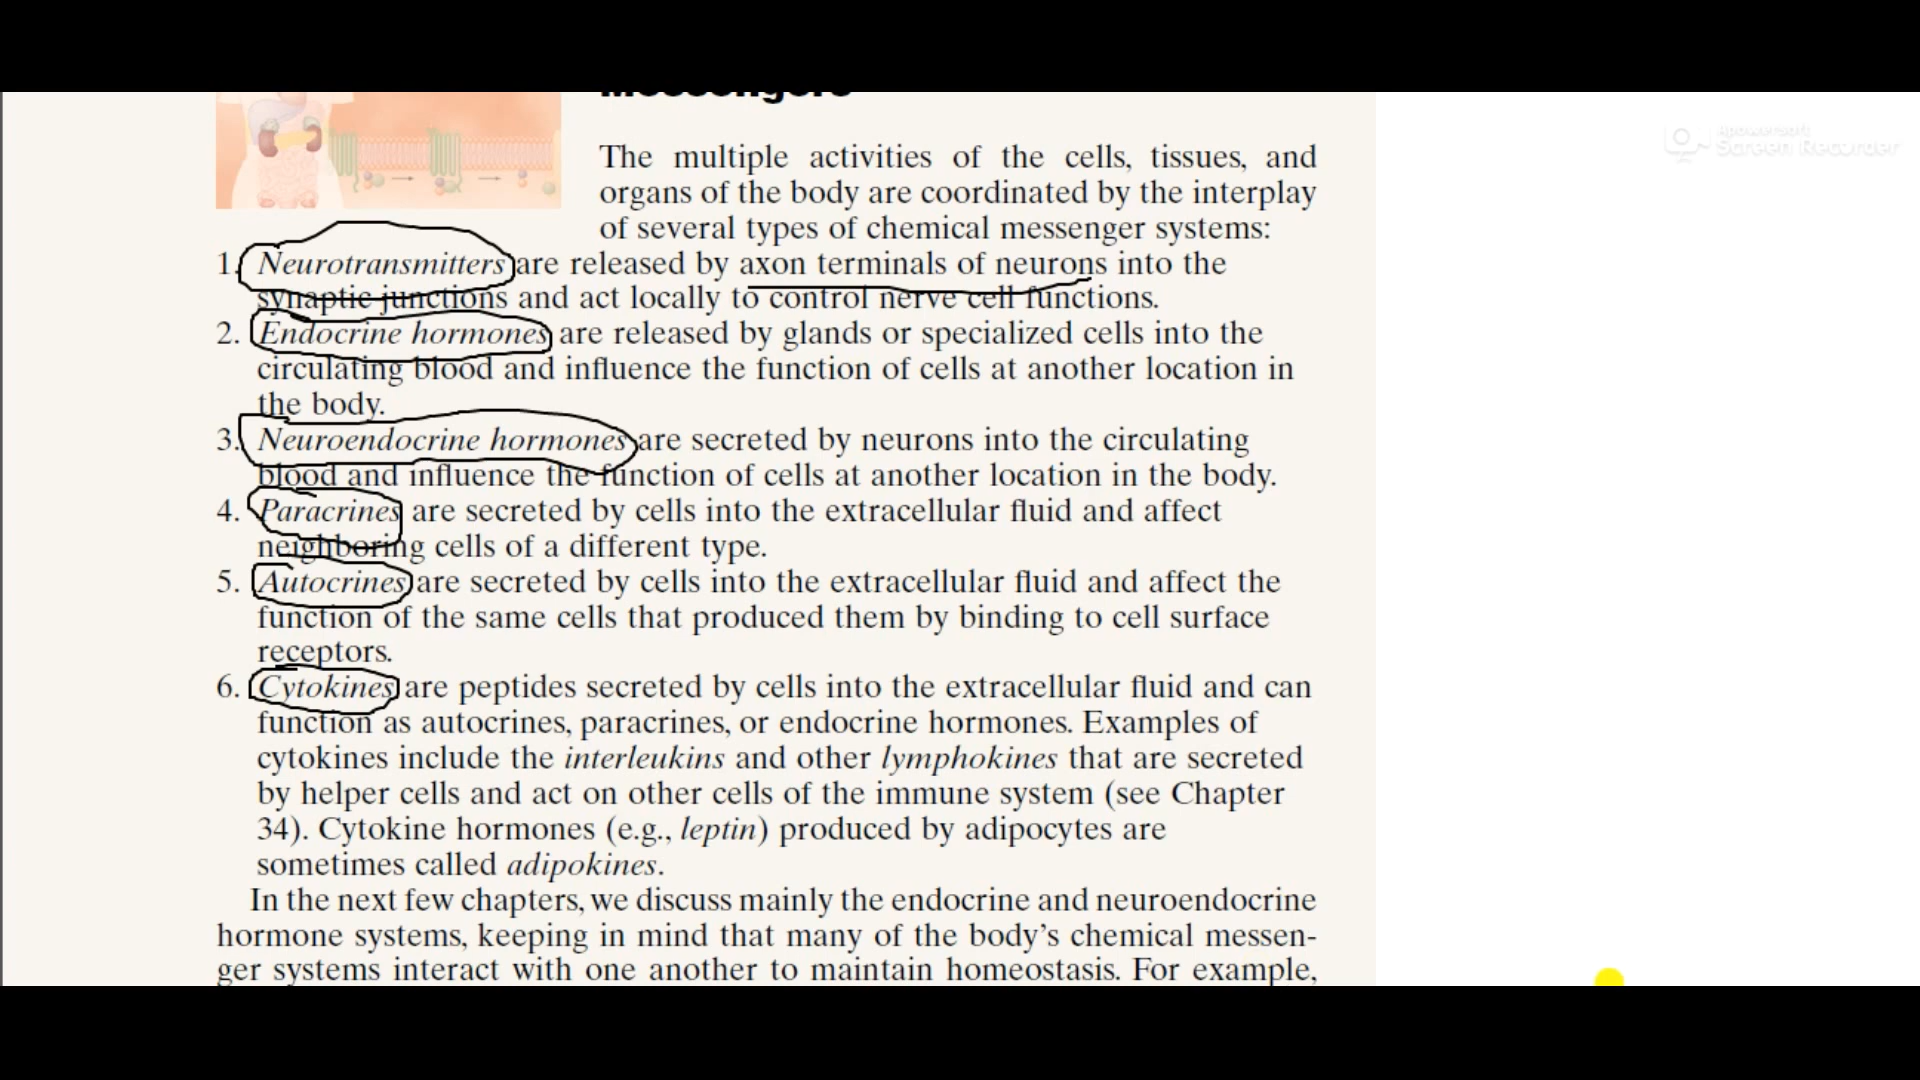 Messengers
Apowersoft
Screen Recorder
The multiple activities of the cells, tissues, and
organs of the body are coordinated by the interplay
of several types of chemical messenger systems:
1. Neurotransmitters are released by axon terminals of neurons into the
synaptic junctions and act locally to control nerve cell functions.
2. Endocrine hormones are released by glands or specialized cells into the
circulating blood and influence the function of cells at another location in
the body.
3. Neuroendocrine hormones are secreted by neurons into the circulating
blood and influence the function of cells at another location in the body.
4. Paracrines are secreted by cells into the extracellular fluid and affect
neighboring cells of a different type.
5. Autocrines are secreted by cells into the extracellular fluid and affect the
function of the same cells that produced them by binding to cell surface
receptors.
6. Cytokines are peptides secreted by cells into the extracellular fluid and can
function as autocrines, paracrines, or endocrine hormones. Examples of
cytokines include the interleukins and other lymphokines that are secreted
by helper cells and act on other cells of the immune system (see Chapter
34). Cytokine hormones (e.g., leptin) produced by adipocytes are
sometimes called adipokines.
In the next few chapters, we discuss mainly the endocrine and neuroendocrine
hormone systems, keeping in mind that many of the body's chemical messen-
ger systems interact with one another to maintain homeostasis. For example,